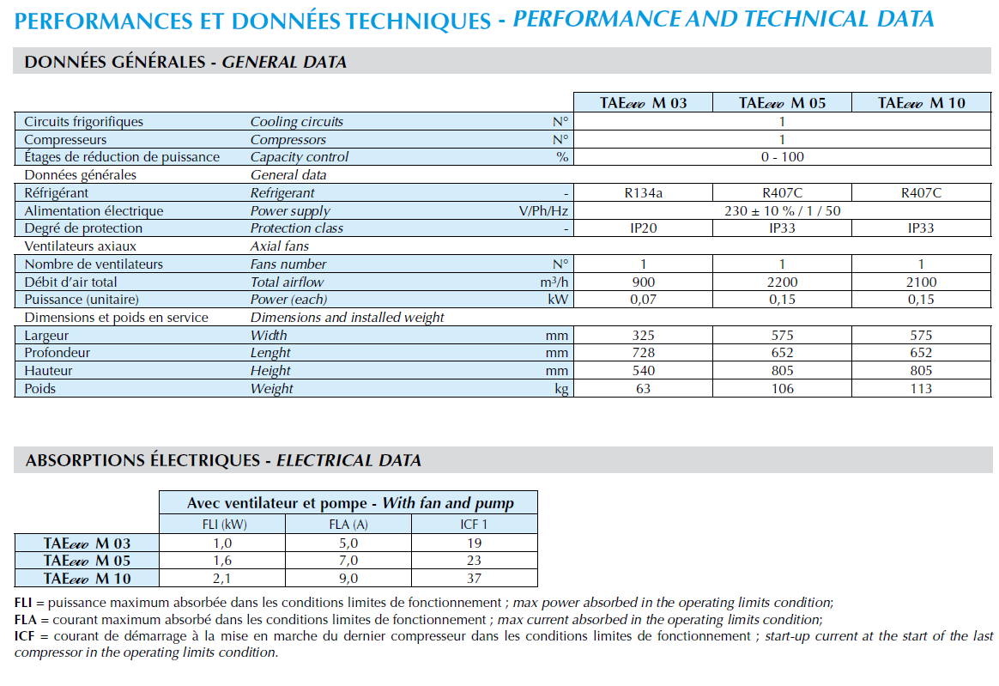 PERFORMANCES ET DONNÉES TECHNIQUES - PERFORMANCE AND TECHNICAL DATA
DONNÉES GÉNÉRALES - GENERAL DATA
TAEevo M 03 TAEevo M 05 TAEevo M 10
Circuits frigorifiques Cooling circuits N° 1
Compresseurs Compressors N° 1
Étages de réduction de puissance Capacity control % 0 - 100
Données générales General data
Réfrigérant Refrigerant - R134a R407C R407C
Alimentation électrique Power supply V/Ph/Hz 230 ± 10 % / 1 / 50
Degré de protection Protection class - IP20 IP33 IP33
Ventilateurs axiaux Axial fans
Nombre de ventilateurs Fans number N° 1 1 1
Débit d'air total Total airflow m³/h 900 2200 2100
Puissance (unitaire) Power (each) kW 0,07 0,15 0,15
Dimensions et poids en service Dimensions and installed weight
Largeur Width mm 325 575 575
Profondeur Lenght mm 728 652 652
Hauteur Height mm 540 805 805
Poids Weight kg 63 106 113
ABSORPTIONS ÉLECTRIQUES - ELECTRICAL DATA
Avec ventilateur et pompe - With fan and pump
FLI (kW) FLA (A) ICF 1
TAEevo M 03 1,0 5,0 19
TAEevo M 05 1,6 7,0 23
TAEevo M 10 2,1 9,0 37
FLI = puissance maximum absorbée dans les conditions limites de fonctionnement ; max power absorbed in the operating limits condition;
FLA = courant maximum absorbé dans les conditions limites de fonctionnement ; max current absorbed in the operating limits condition;
ICF = courant de démarrage à la mise en marche du dernier compresseur dans les conditions limites de fonctionnement ; start-up current at the start of the last
compressor in the operating limits condition.